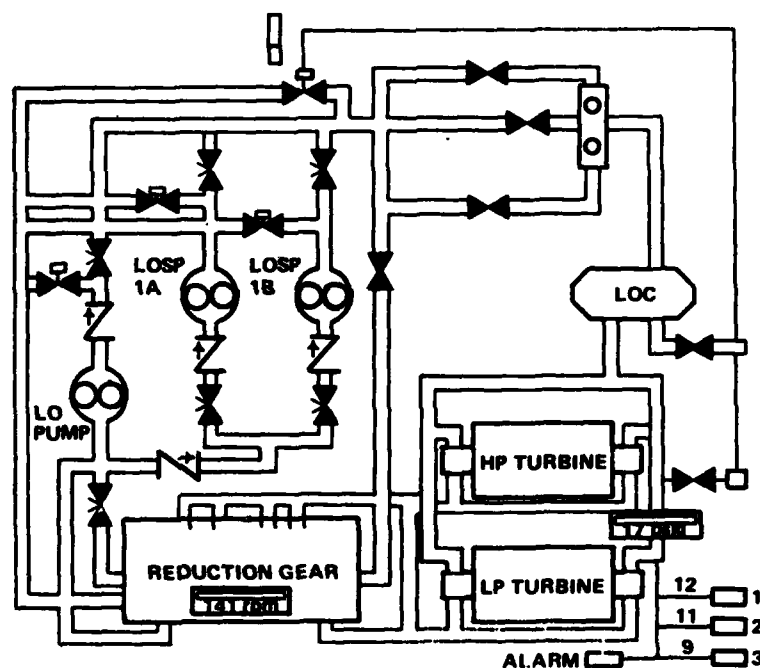 LOSP
1A
LOSP
1B
LOC
LO
PUMP
HP TURBINE
REDUCTION GEAR
LP TURBINE
12
1
11
2
9
3
ALARM